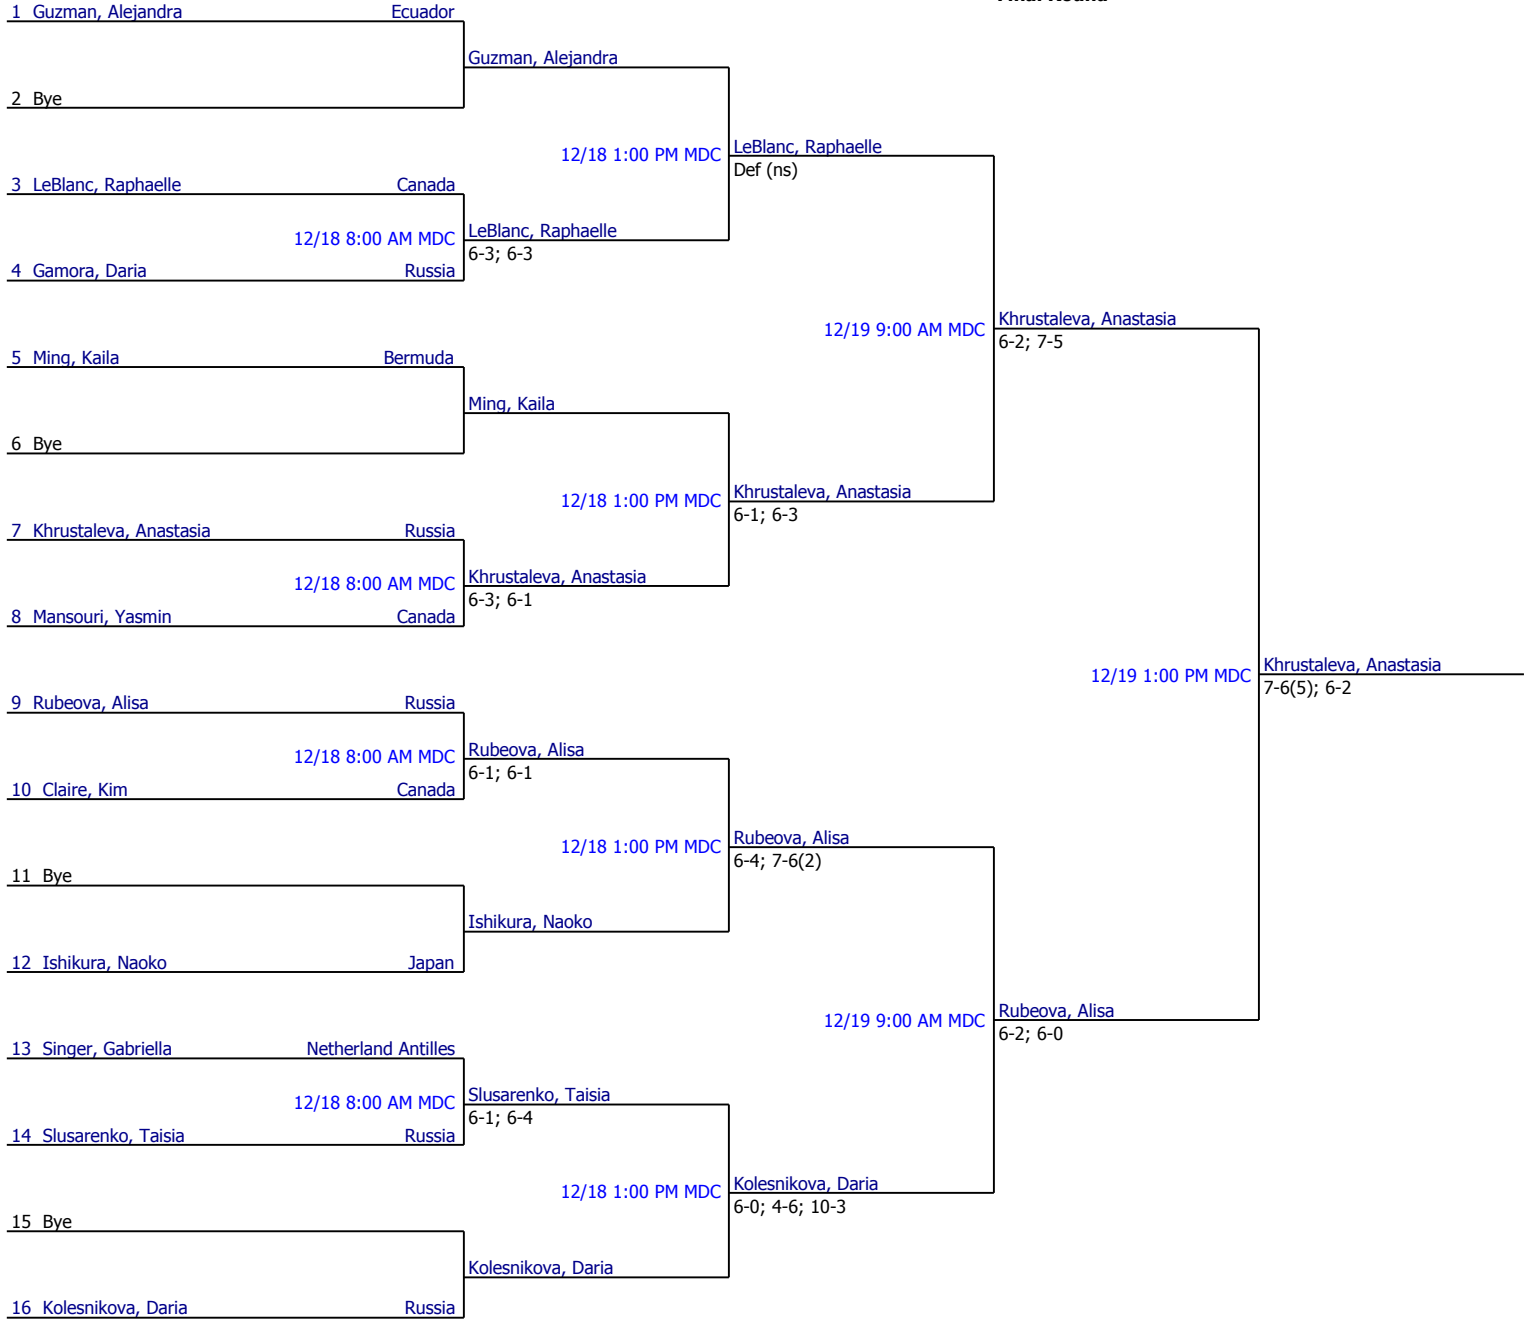 1 Guzman, Alejandra Ecuador
Guzman, Alejandra
2 Bye
12/18 1:00 PM MDC LeBlanc, Raphaelle
Def (ns)
3 LeBlanc, Raphaelle Canada
12/18 8:00 AM MDC LeBlanc, Raphaelle
6-3; 6-3
4 Gamora, Daria Russia
12/19 9:00 AM MDC Khrustaleva, Anastasia
6-2; 7-5
5 Ming, Kaila Bermuda
Ming, Kaila
6 Bye
12/18 1:00 PM MDC Khrustaleva, Anastasia
6-1; 6-3
7 Khrustaleva, Anastasia Russia
12/18 8:00 AM MDC Khrustaleva, Anastasia
6-3; 6-1
8 Mansouri, Yasmin Canada
12/19 1:00 PM MDC Khrustaleva, Anastasia
7-6(5); 6-2
9 Rubeova, Alisa Russia
12/18 8:00 AM MDC Rubeova, Alisa
6-1; 6-1
10 Claire, Kim Canada
12/18 1:00 PM MDC Rubeova, Alisa
6-4; 7-6(2)
11 Bye
Ishikura, Naoko
12 Ishikura, Naoko Japan
12/19 9:00 AM MDC Rubeova, Alisa
6-2; 6-0
13 Singer, Gabriella Netherland Antilles
12/18 8:00 AM MDC Slusarenko, Taisia
6-1; 6-4
14 Slusarenko, Taisia Russia
12/18 1:00 PM MDC Kolesnikova, Daria
6-0; 4-6; 10-3
15 Bye
Kolesnikova, Daria
16 Kolesnikova, Daria Russia